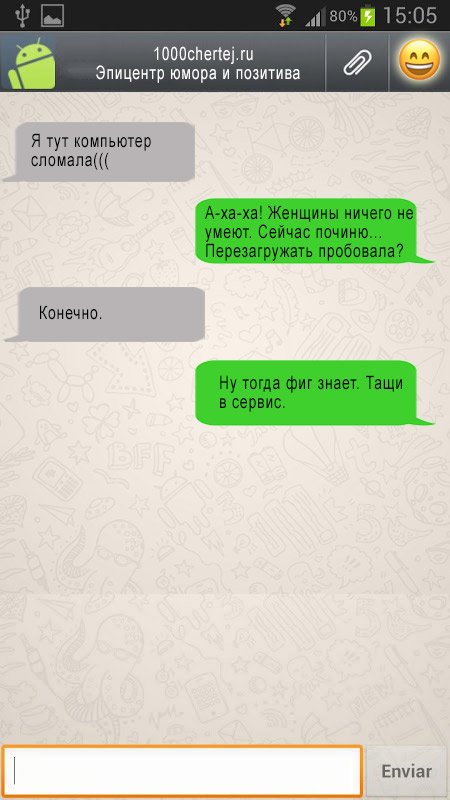 80% 15:05
1000chertej.ru
Эпицентр юмора и позитива
Я тут компьютер
сломала(((
А-ха-ха! Женщины ничего не
умеют. Сейчас починю...
Перезагружать пробовала?
Конечно.
Ну тогда фиг знает. Тащи
в сервис.
BFF
Enviar